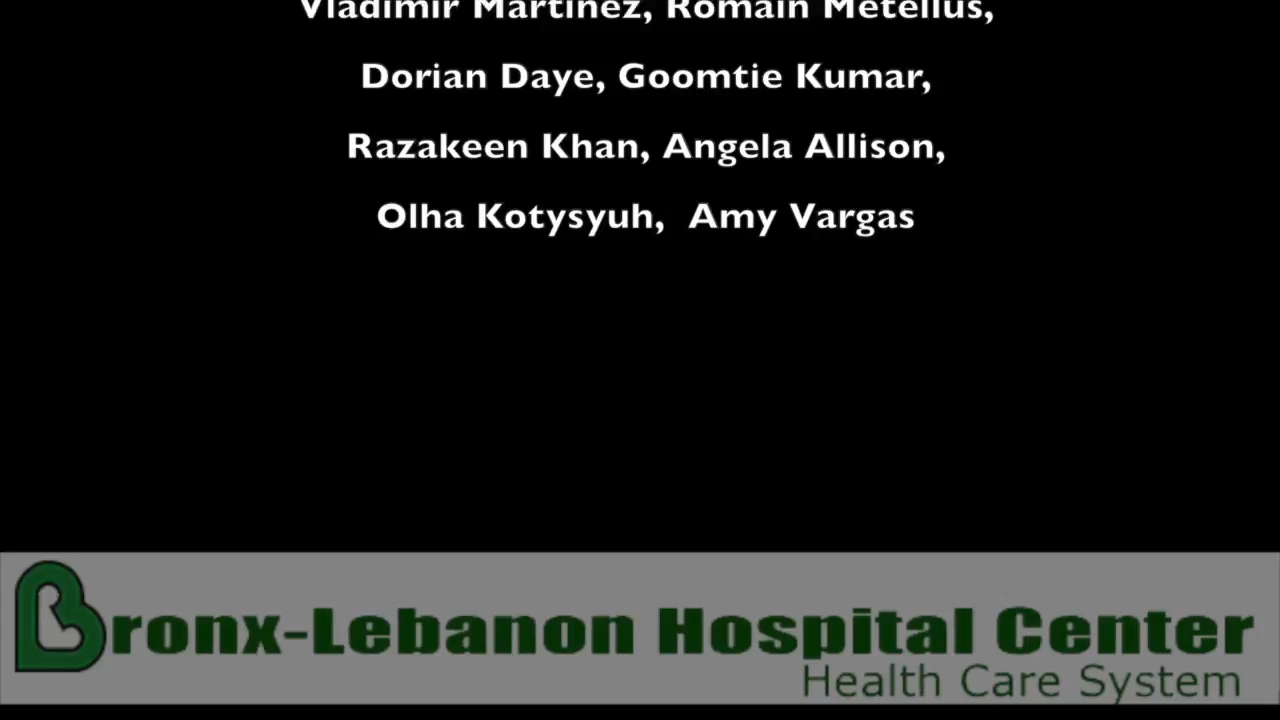 Vladimir Martinez, Romain Metellus,
Dorian Daye, Goomtie Kumar,
Razakeen Khan, Angela Allison,
Olha Kotysyuh,  Amy Vargas
Bronx-Lebanon Hospital Center
Health Care System